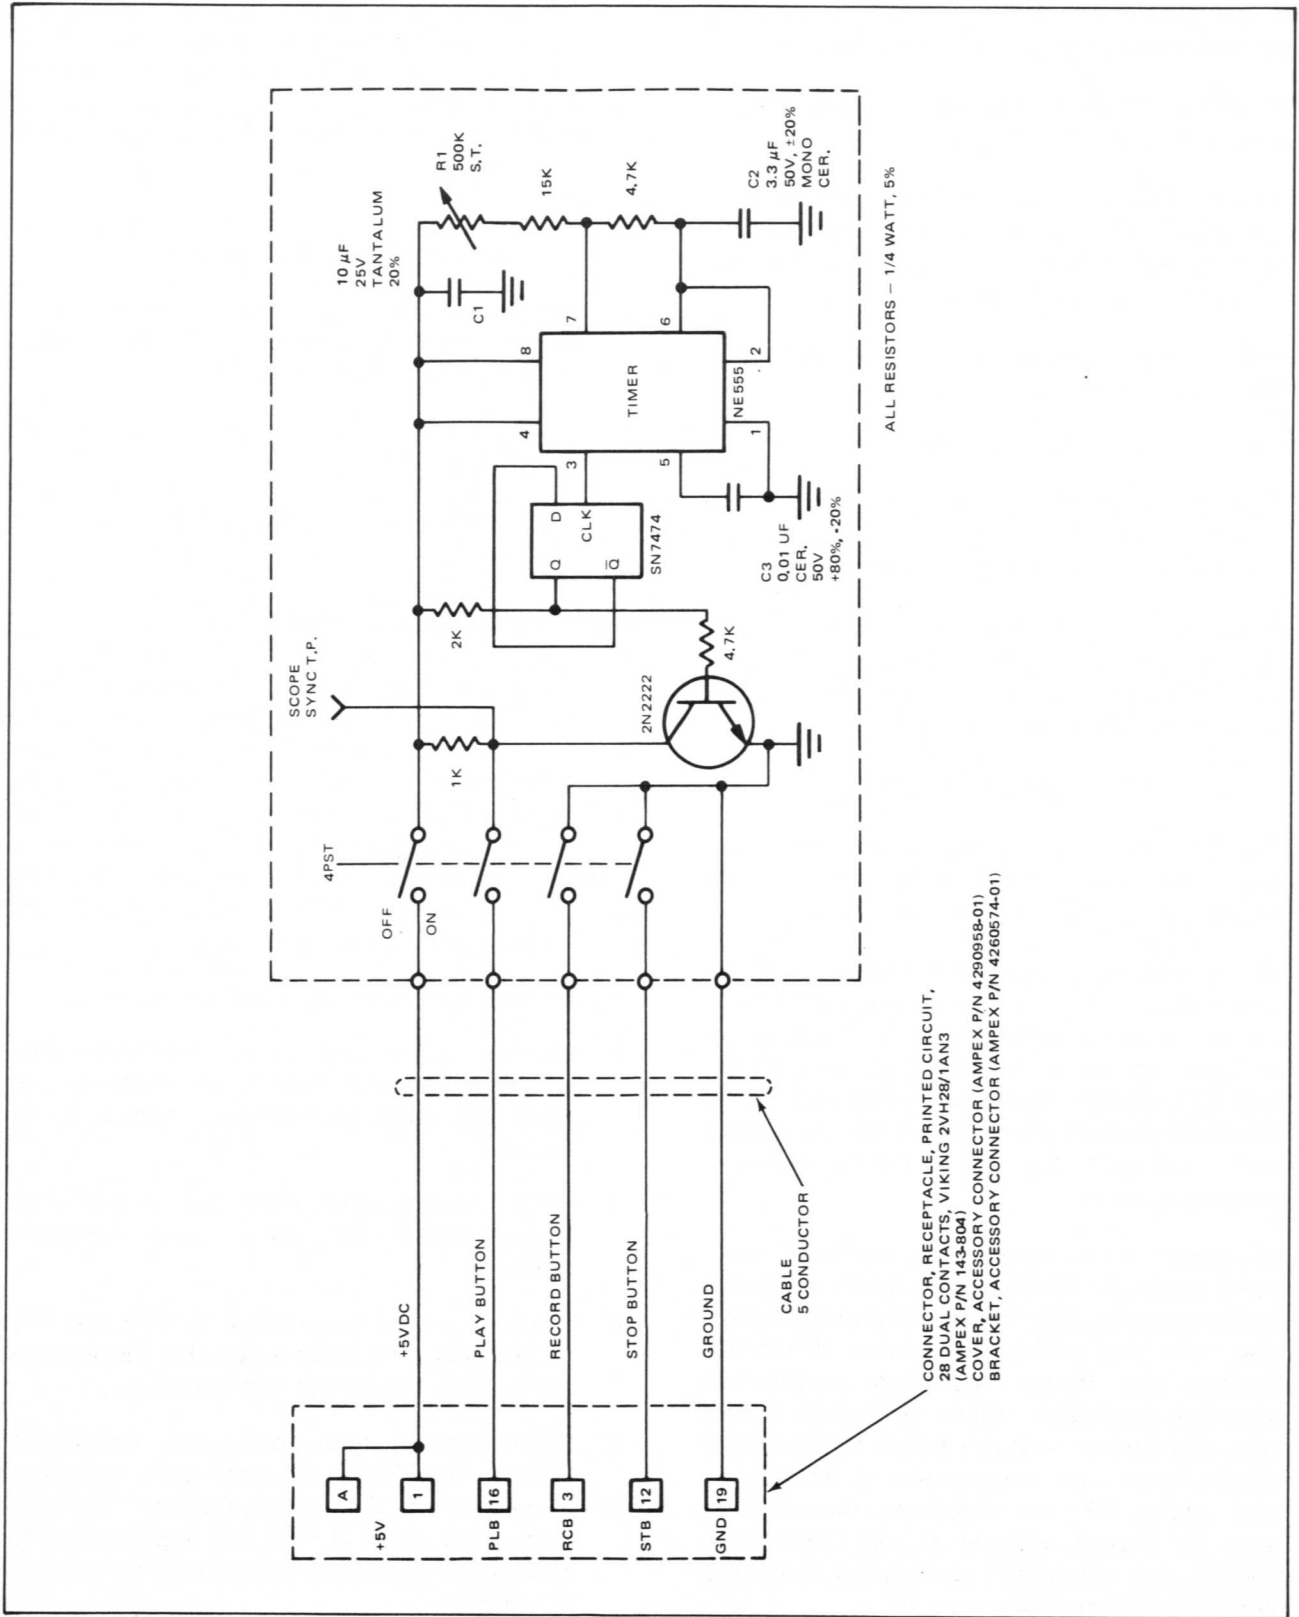 10 µF
25V
TANTALUM
20%
C1
R1
500K
S.T.
15K
4.7K
C2
3.3 µF
50V, ±20%
MONO
CER.
8
4
7
6
TIMER
3
5
2
1
NE555
D
CLK
Q
Q̅
SN7474
C3
0.01 UF
CER.
50V
+80%, -20%
2K
4.7K
SCOPE
SYNC T.P.
2N2222
1K
4PST
OFF
ON
ALL RESISTORS – 1/4 WATT, 5%
+5VDC
PLAY BUTTON
RECORD BUTTON
STOP BUTTON
GROUND
CABLE
5 CONDUCTOR
A
1
+5V
16
PLB
3
RCB
12
STB
19
GND
CONNECTOR, RECEPTACLE, PRINTED CIRCUIT,
28 DUAL CONTACTS, VIKING 2VH28/1AN3
(AMPEX P/N 143-804)
COVER, ACCESSORY CONNECTOR (AMPEX P/N 4290958-01)
BRACKET, ACCESSORY CONNECTOR (AMPEX P/N 4260574-01)